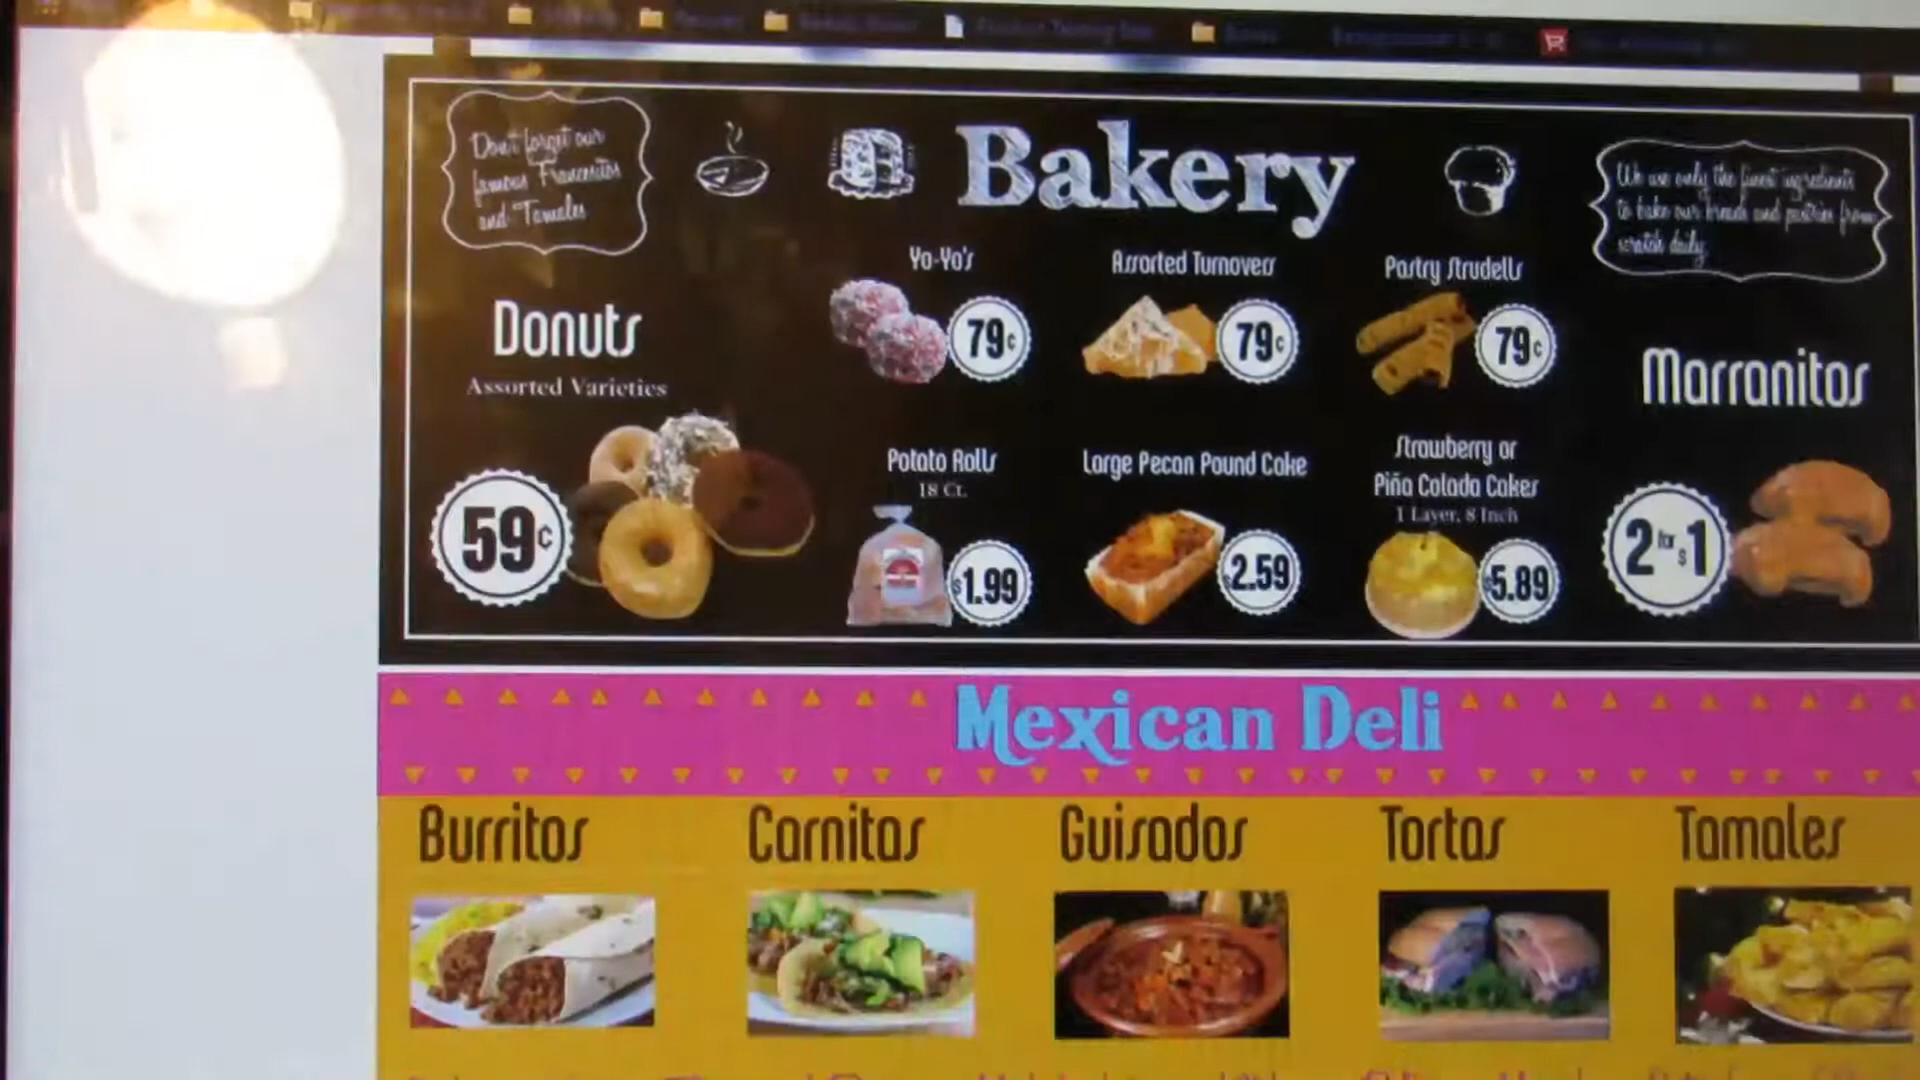 Don't forget our
famous Francesitos
and Tamales
Bakery
We use only the finest ingredients
to bake our breads and pastries from
scratch daily.
Donuts
Assorted Varieties
59¢
Yo-Yo's
79¢
Assorted Turnovers
79¢
Pastry Strudells
79¢
Potato Rolls
18 Ct.
$1.99
Large Pecan Pound Cake
$2.59
Strawberry or
Piña Colada Cakes
1 Layer, 8 Inch
$5.89
Marranitos
2 for $1
Mexican Deli
Burritos
Carnitas
Guisados
Tortas
Tamales